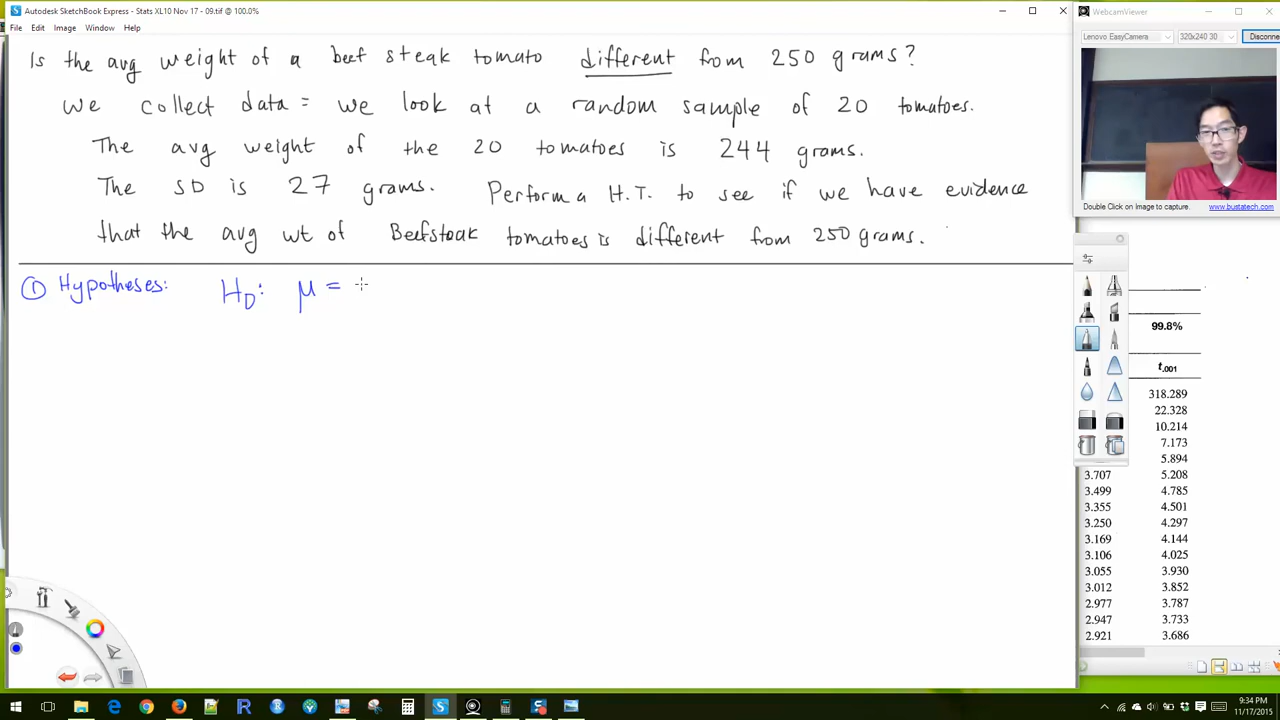 Autodesk SketchBook Express - Stats XL10 Nov 17 - 09.tif @ 100.0%
File Edit Image Window Help
Is the avg weight of a beef steak tomato different from 250 grams?
We collect data = we look at a random sample of 20 tomatoes.
The avg weight of the 20 tomatoes is 244 grams.
The SD is 27 grams. Perform a H.T. to see if we have evidence
that the avg wt of Beefsteak tomatoes is different from 250 grams.
① Hypotheses: H0: μ =
WebcamViewer
Lenovo EasyCamera 320x240 30 Disconne
Double Click on Image to capture. www.bustatech.com
99.8%
t.001
318.289
22.328
10.214
7.173
5.894
3.707 5.208
3.499 4.785
3.355 4.501
3.250 4.297
3.169 4.144
3.106 4.025
3.055 3.930
3.012 3.852
2.977 3.787
2.947 3.733
2.921 3.686
9:34 PM
11/17/2015